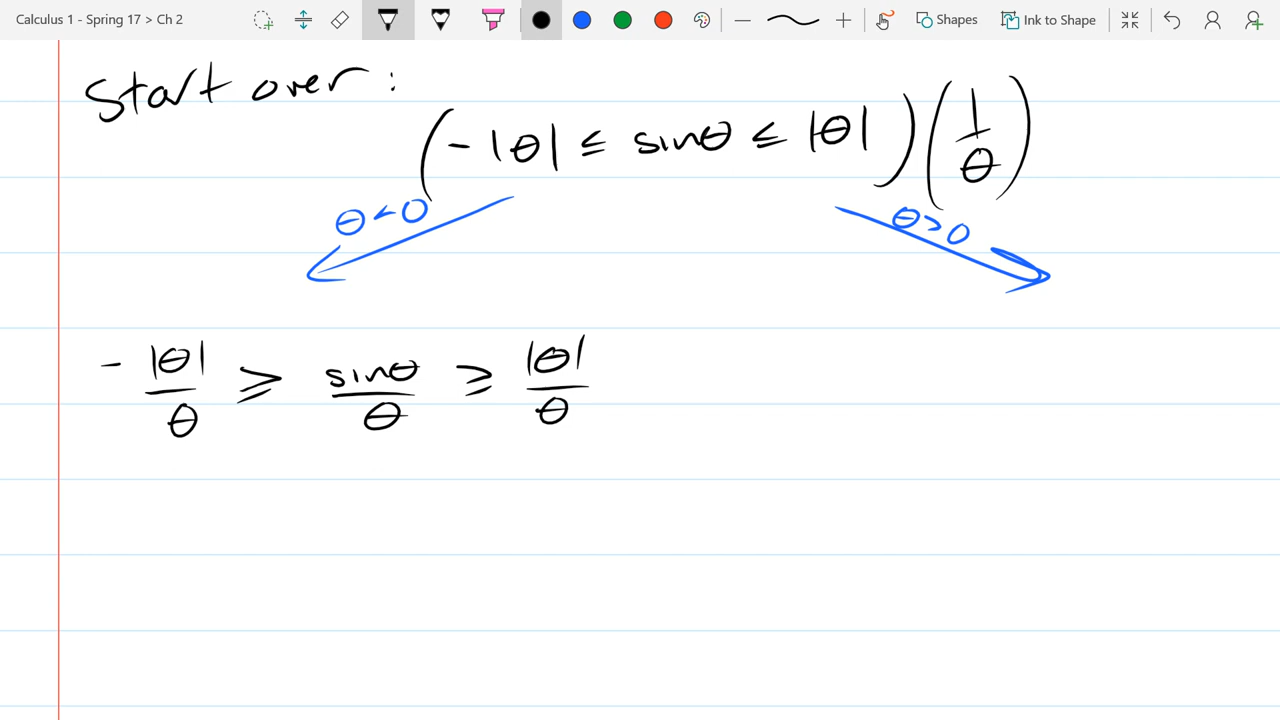 Calculus 1 - Spring 17 > Ch 2 Shapes Ink to Shape
Start over:
(-|θ| ≤ sinθ ≤ |θ|)(1/θ)
θ<0 θ>0
-|θ|/θ ≥ sinθ/θ ≥ |θ|/θ